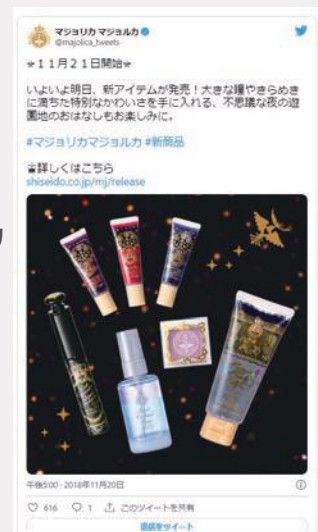 マジョリカ マジョルカ
@majolica_tweets
★11月21日開始★
いよいよ明日、新アイテムが発売！大きな瞳やきらめき
に満ちた特別なかわいさを手に入れる、不思議な夜の遊
園地のおはなしもお楽しみに。
#マジョリカマジョルカ #新商品
詳しくはこちら
shiseido.co.jp/mj/release
午後5:00 · 2018年11月20日
616 1 このツイートを共有
返信をツイート